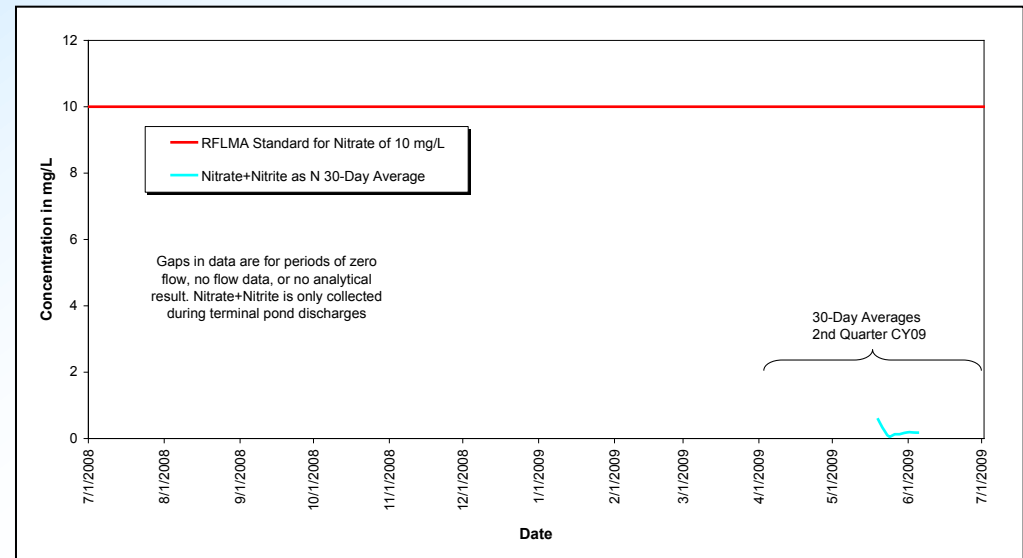 12
10
8
6
4
2
0
Concentration in mg/L
RFLMA Standard for Nitrate of 10 mg/L
Nitrate+Nitrite as N 30-Day Average
Gaps in data are for periods of zero
flow, no flow data, or no analytical
result. Nitrate+Nitrite is only collected
during terminal pond discharges
30-Day Averages
2nd Quarter CY09
7/1/2008
8/1/2008
9/1/2008
10/1/2008
11/1/2008
12/1/2008
1/1/2009
2/1/2009
3/1/2009
4/1/2009
5/1/2009
6/1/2009
7/1/2009
Date